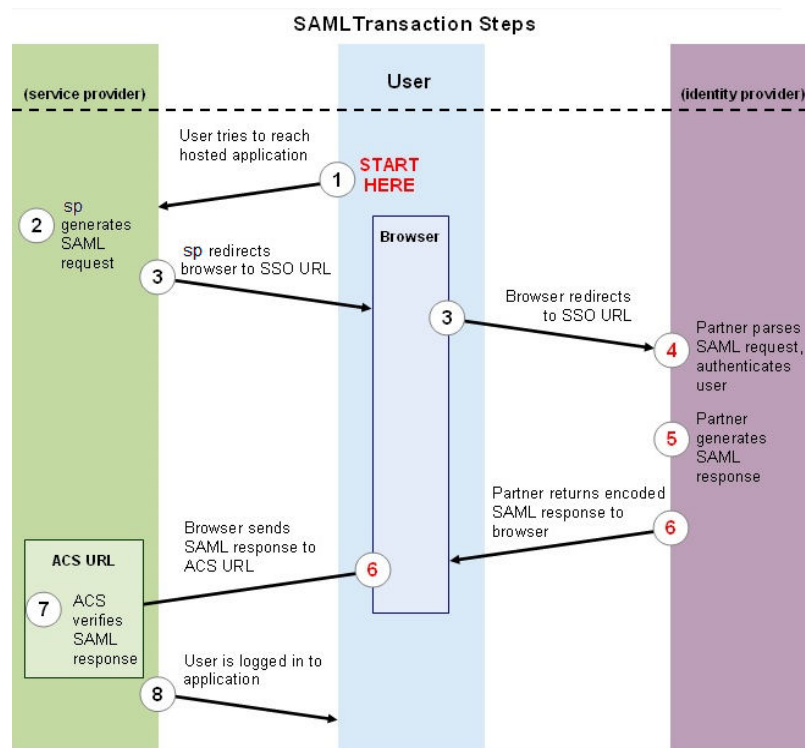 SAML Transaction Steps
(service provider)
User
(identity provider)
User tries to reach
hosted application
1
START
HERE
2
sp
generates
SAML
request
3
sp redirects
browser to SSO URL
Browser
3
Browser redirects
to SSO URL
4
Partner parses
SAML request,
authenticates
user
5
Partner
generates
SAML
response
Partner returns encoded
SAML response to
browser
6
Browser sends
SAML response to
ACS URL
6
ACS URL
7
ACS
verifies
SAML
response
User is logged in to
application
8